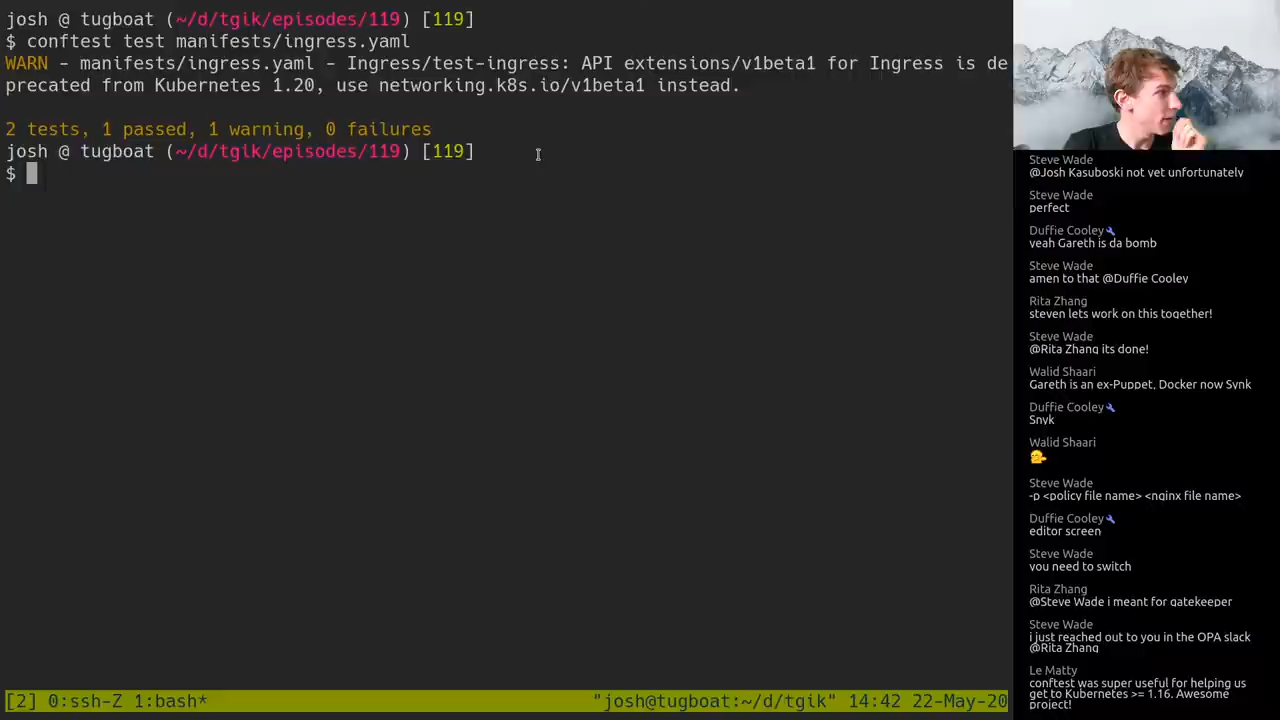 josh @ tugboat (~/d/tgik/episodes/119) [119]
$ conftest test manifests/ingress.yaml
WARN - manifests/ingress.yaml - Ingress/test-ingress: API extensions/v1beta1 for Ingress is de
precated from Kubernetes 1.20, use networking.k8s.io/v1beta1 instead.
2 tests, 1 passed, 1 warning, 0 failures
josh @ tugboat (~/d/tgik/episodes/119) [119]
$
[2] 0:ssh-Z 1:bash* "josh@tugboat:~/d/tgik" 14:42 22-May-20
Steve Wade
@Josh Kasuboski not yet unfortunately
Steve Wade
perfect
Duffie Cooley
yeah Gareth is da bomb
Steve Wade
amen to that @Duffie Cooley
Rita Zhang
steven lets work on this together!
Steve Wade
@Rita Zhang its done!
Walid Shaari
Gareth is an ex-Puppet, Docker now Synk
Duffie Cooley
Snyk
Walid Shaari
Steve Wade
-p <policy file name> <nginx file name>
Duffie Cooley
editor screen
Steve Wade
you need to switch
Rita Zhang
@Steve Wade i meant for gatekeeper
Steve Wade
i just reached out to you in the OPA slack
@Rita Zhang
Le Matty
conftest was super useful for helping us
get to Kubernetes >= 1.16. Awesome
project!